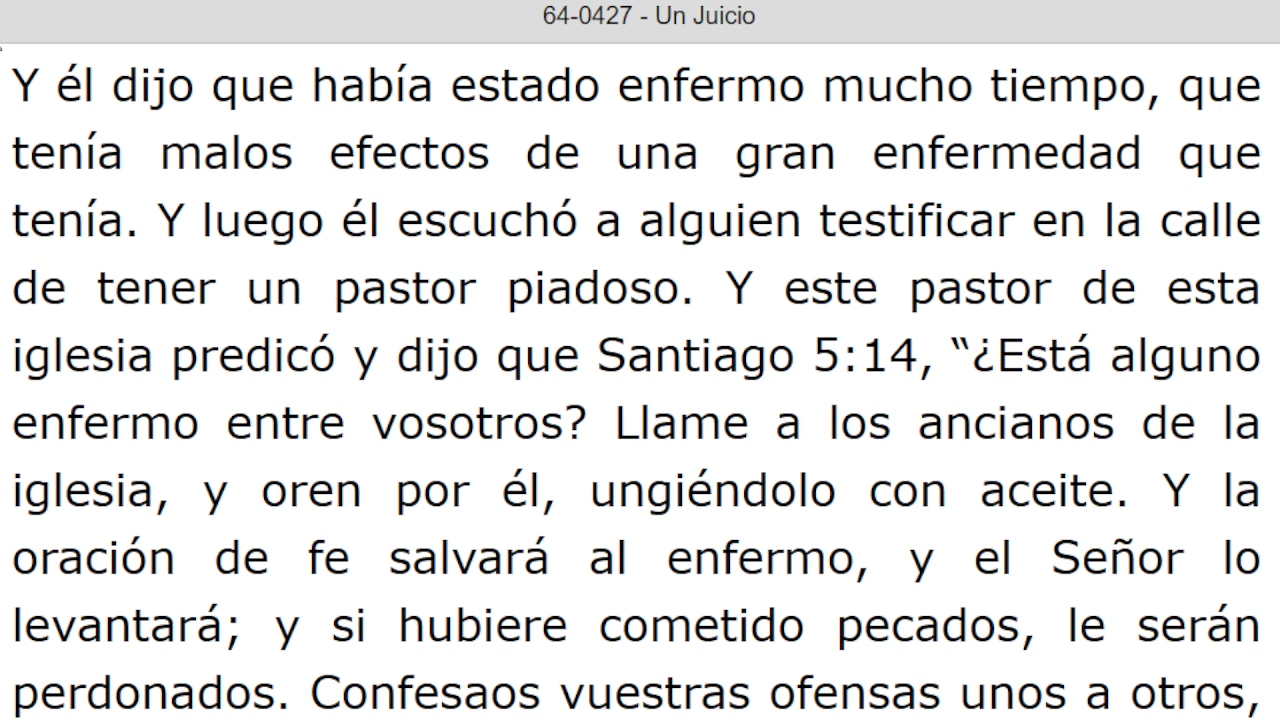 64-0427 - Un Juicio
Y él dijo que había estado enfermo mucho tiempo, que
tenía malos efectos de una gran enfermedad que
tenía. Y luego él escuchó a alguien testificar en la calle
de tener un pastor piadoso. Y este pastor de esta
iglesia predicó y dijo que Santiago 5:14, “¿Está alguno
enfermo entre vosotros? Llame a los ancianos de la
iglesia, y oren por él, ungiéndolo con aceite. Y la
oración de fe salvará al enfermo, y el Señor lo
levantará; y si hubiere cometido pecados, le serán
perdonados. Confesaos vuestras ofensas unos a otros,